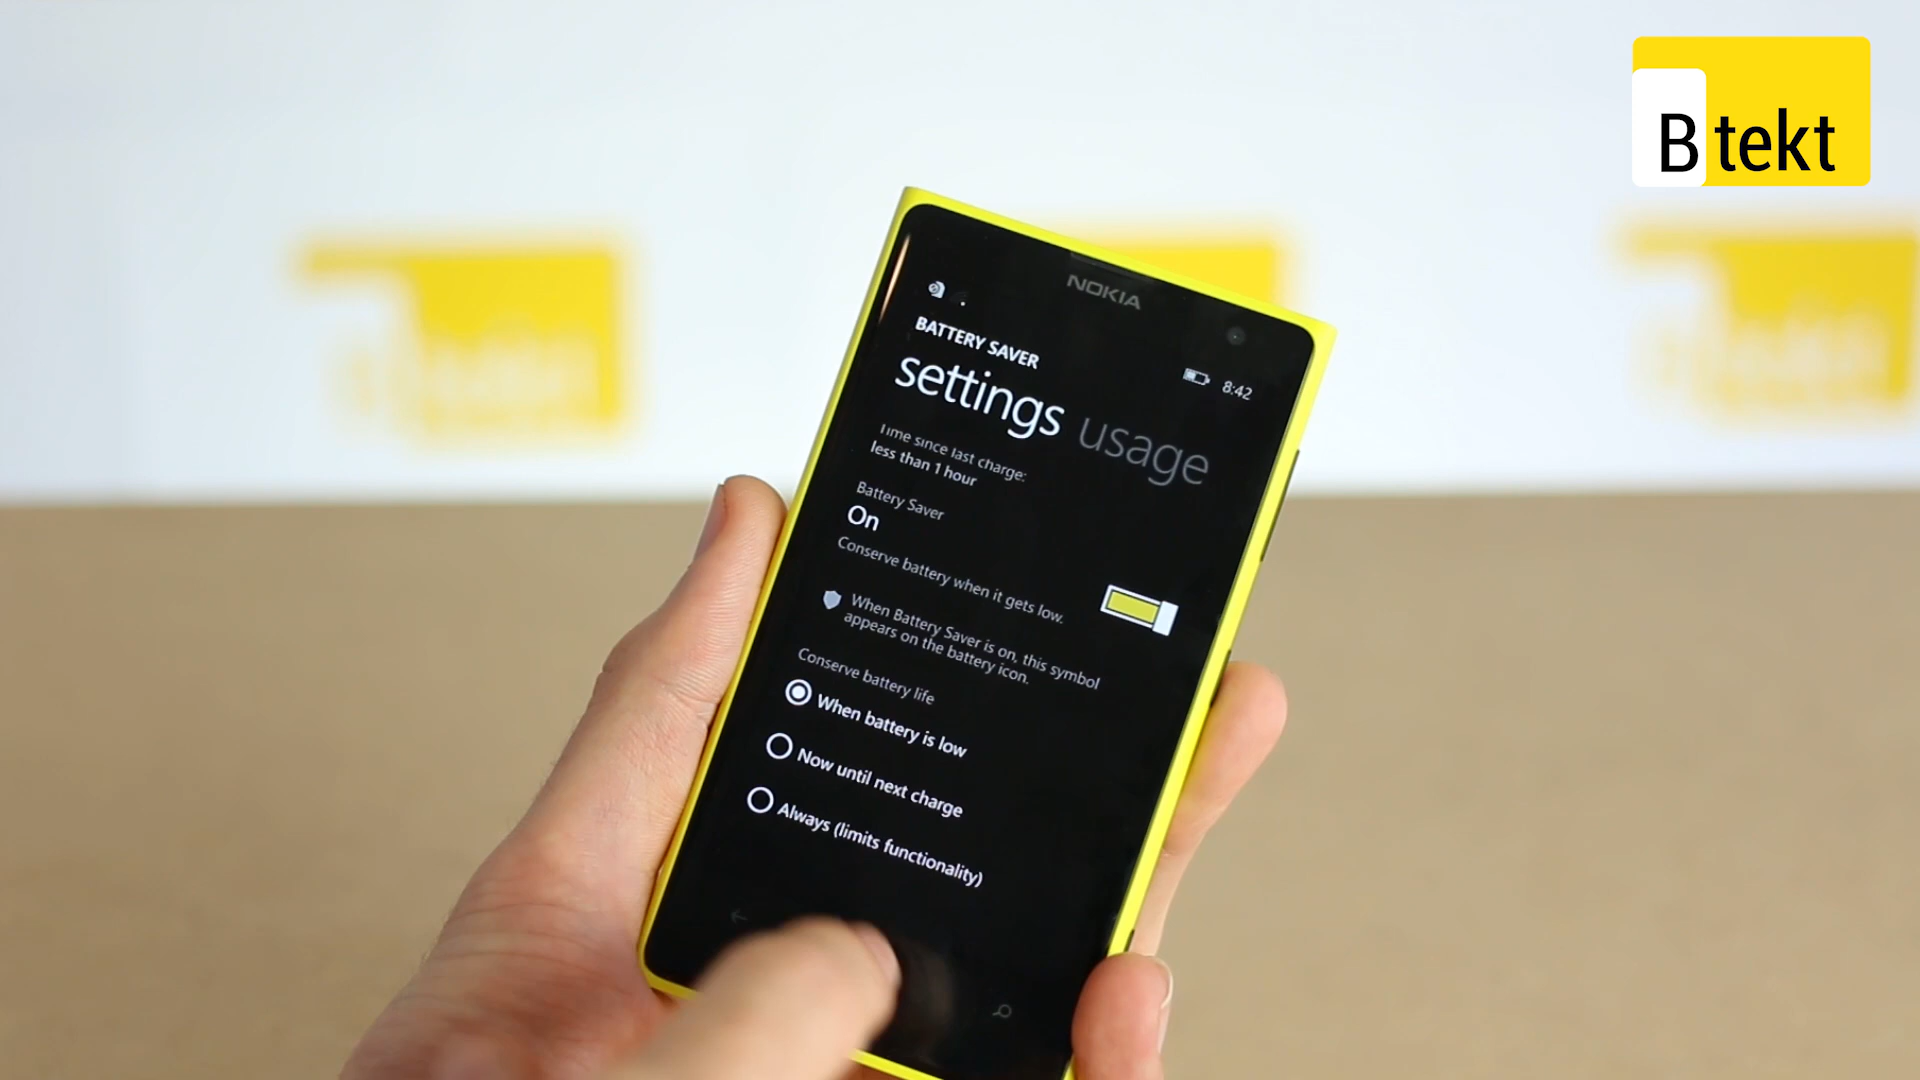 B tekt
NOKIA
8:42
BATTERY SAVER
settings usage
Time since last charge:
less than 1 hour
Battery Saver
On
Conserve battery when it gets low.
When Battery Saver is on, this symbol
appears on the battery icon.
Conserve battery life
When battery is low
Now until next charge
Always (limits functionality)